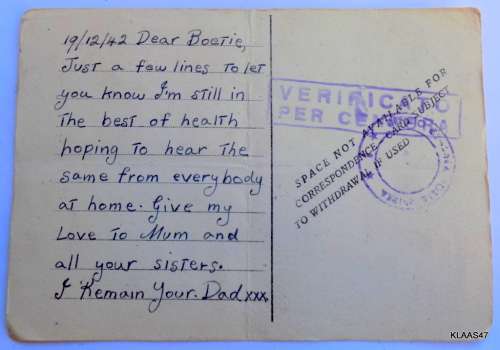 19/12/42 Dear Boetie,
Just a few lines to let
you know I'm still in
the best of health
hoping to hear the
same from everybody
at home. Give my
Love to Mum and
all your sisters.
I Remain Your. Dad xxx.
VERIFICATO
PER CENSURA
SPACE NOT AVAILABLE FOR
CORRESPONDENCE. CARD SUBJECT
TO WITHDRAWAL IF USED
KLAAS47